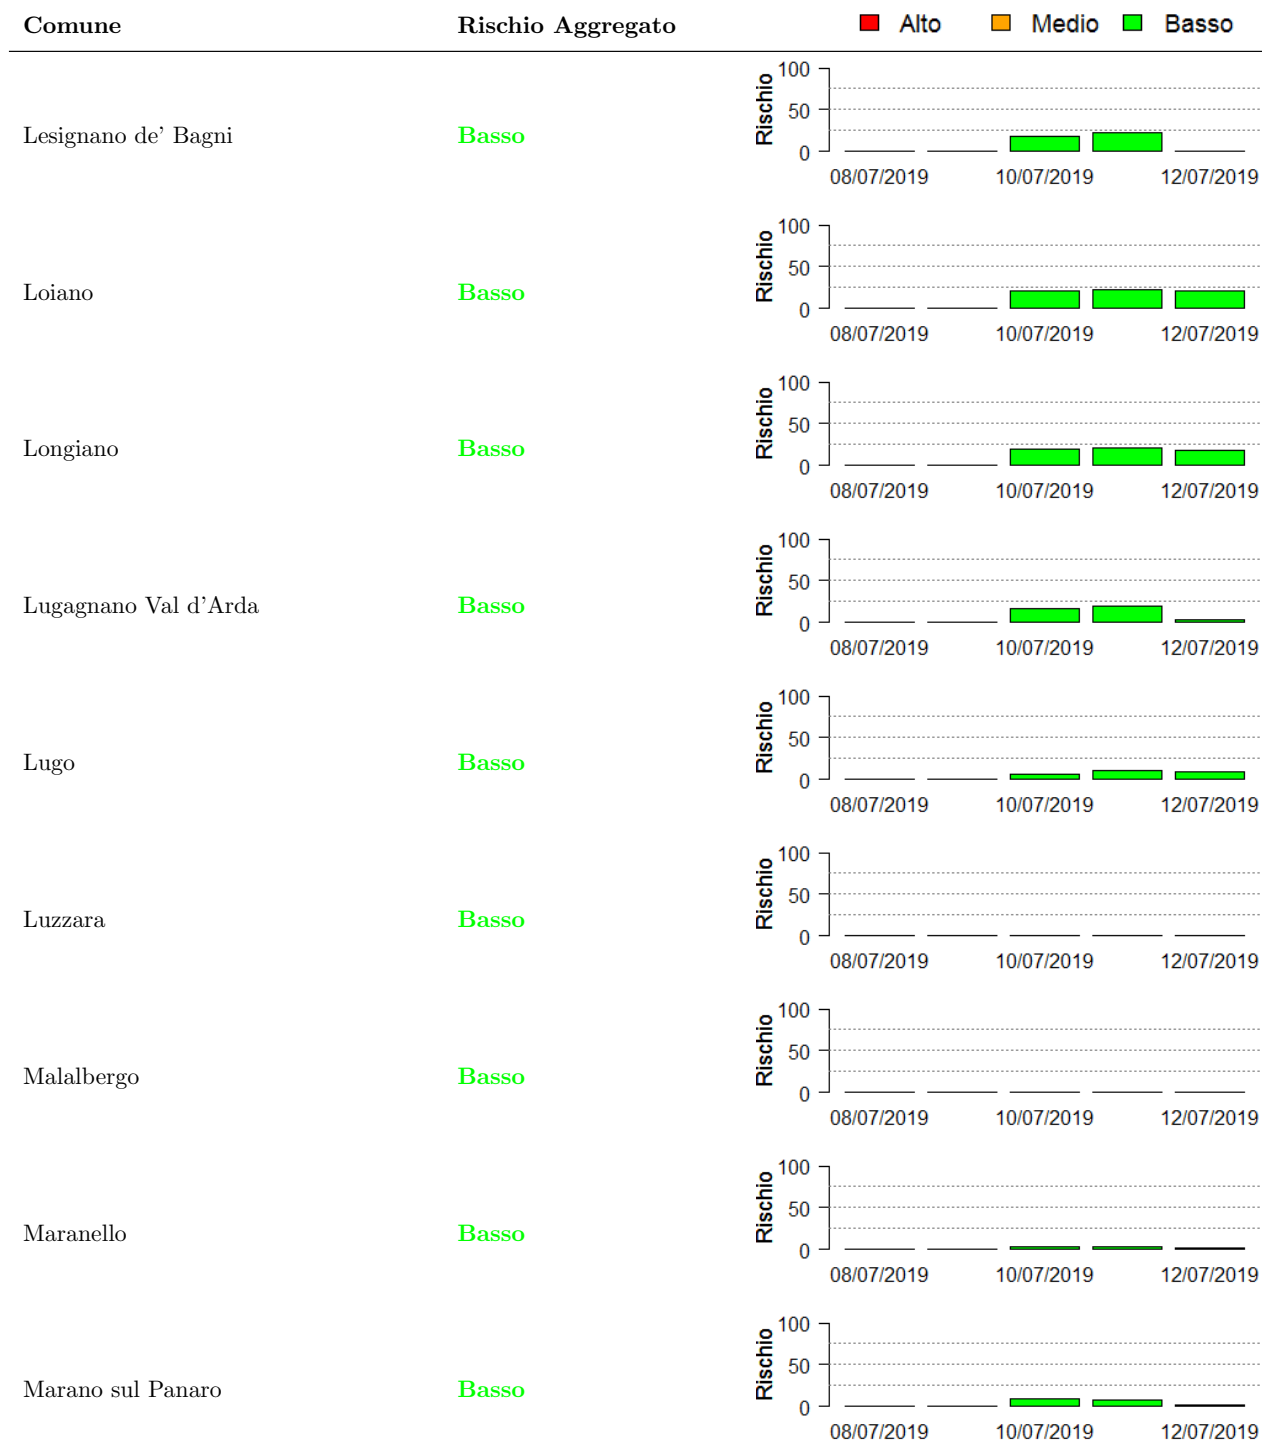 Comune Rischio Aggregato Alto Medio Basso
Lesignano de' Bagni Basso Rischio 100 50 0
08/07/2019 10/07/2019 12/07/2019
Loiano Basso Rischio 100 50 0
08/07/2019 10/07/2019 12/07/2019
Longiano Basso Rischio 100 50 0
08/07/2019 10/07/2019 12/07/2019
Lugagnano Val d'Arda Basso Rischio 100 50 0
08/07/2019 10/07/2019 12/07/2019
Lugo Basso Rischio 100 50 0
08/07/2019 10/07/2019 12/07/2019
Luzzara Basso Rischio 100 50 0
08/07/2019 10/07/2019 12/07/2019
Malalbergo Basso Rischio 100 50 0
08/07/2019 10/07/2019 12/07/2019
Maranello Basso Rischio 100 50 0
08/07/2019 10/07/2019 12/07/2019
Marano sul Panaro Basso Rischio 100 50 0
08/07/2019 10/07/2019 12/07/2019